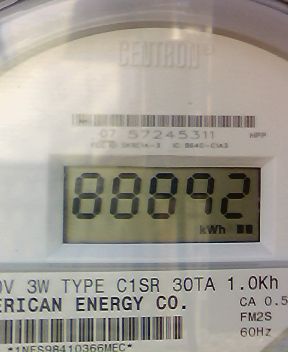 CENTRON®
07 57245311
88892
kWh
0V 3W TYPE C1SR 30TA 1.0Kh
ERICAN ENERGY CO.
CA 0.5
FM2S
60Hz
*1NES98410366MEC*